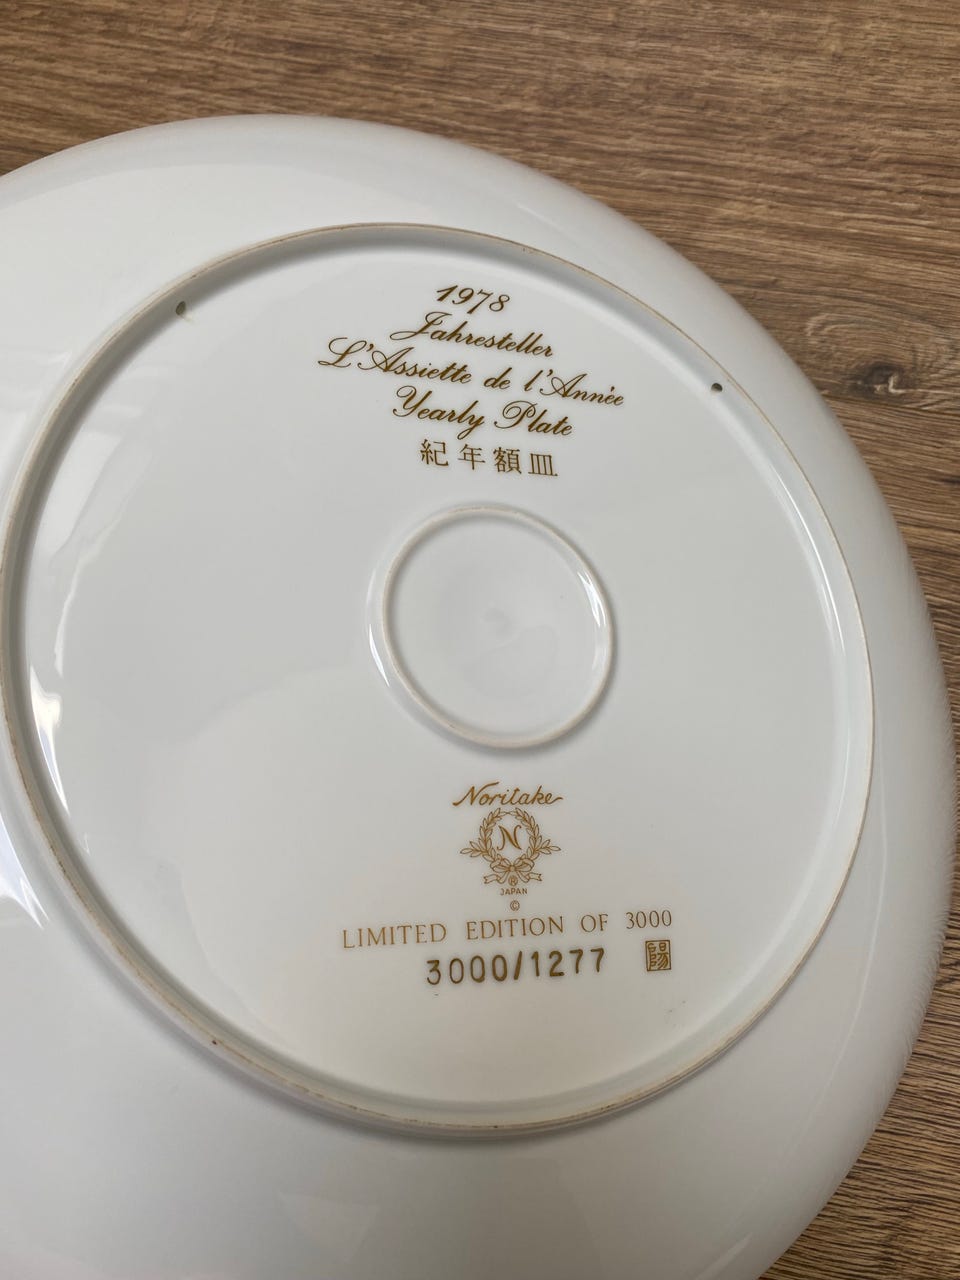 1978
Jahresteller
L'Assiette de l'Année
Yearly Plate
紀年額皿
Noritake
N
®
JAPAN
©
LIMITED EDITION OF 3000
3000/1277 陽